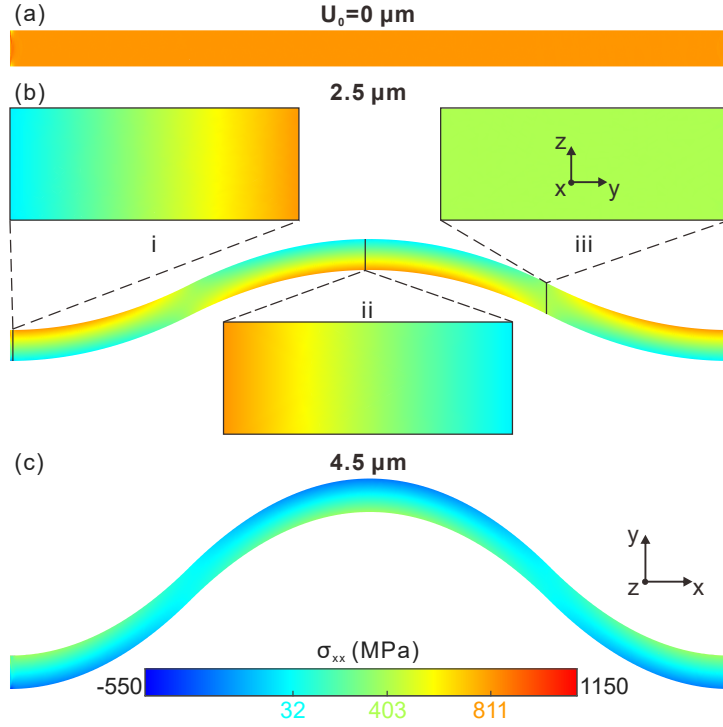 (a)
U₀=0 µm
(b)
2.5 µm
z
x
y
i
iii
ii
(c)
4.5 µm
y
z
x
σxx (MPa)
-550
1150
32
403
811